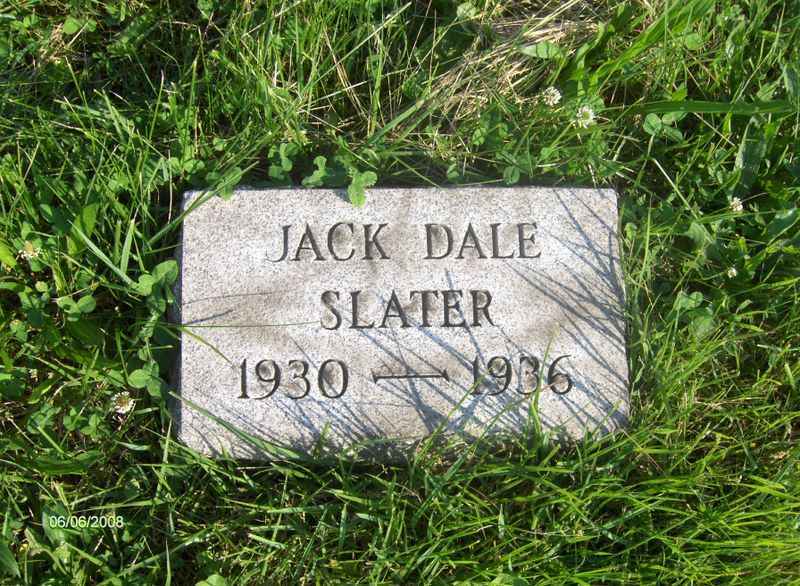 JACK DALE
SLATER
1930 — 1936
06/06/2008